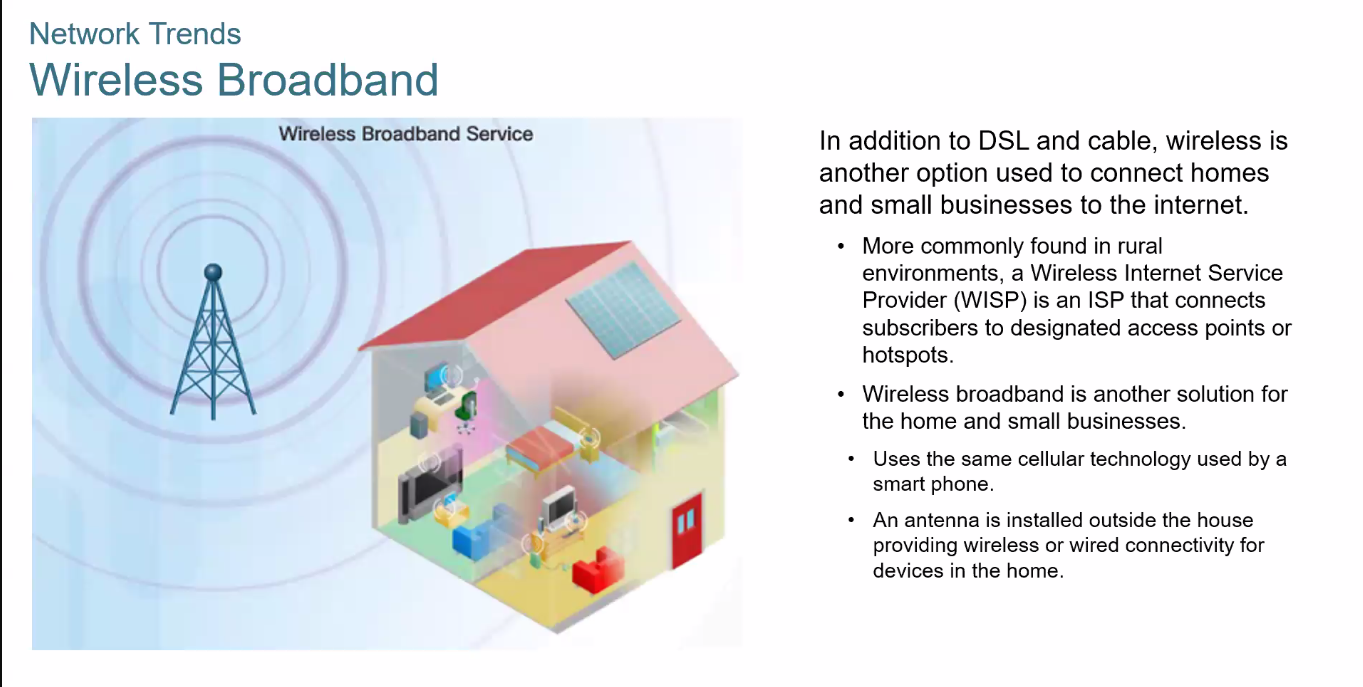 Network Trends
Wireless Broadband
Wireless Broadband Service
In addition to DSL and cable, wireless is
another option used to connect homes
and small businesses to the internet.
• More commonly found in rural
environments, a Wireless Internet Service
Provider (WISP) is an ISP that connects
subscribers to designated access points or
hotspots.
• Wireless broadband is another solution for
the home and small businesses.
• Uses the same cellular technology used by a
smart phone.
• An antenna is installed outside the house
providing wireless or wired connectivity for
devices in the home.